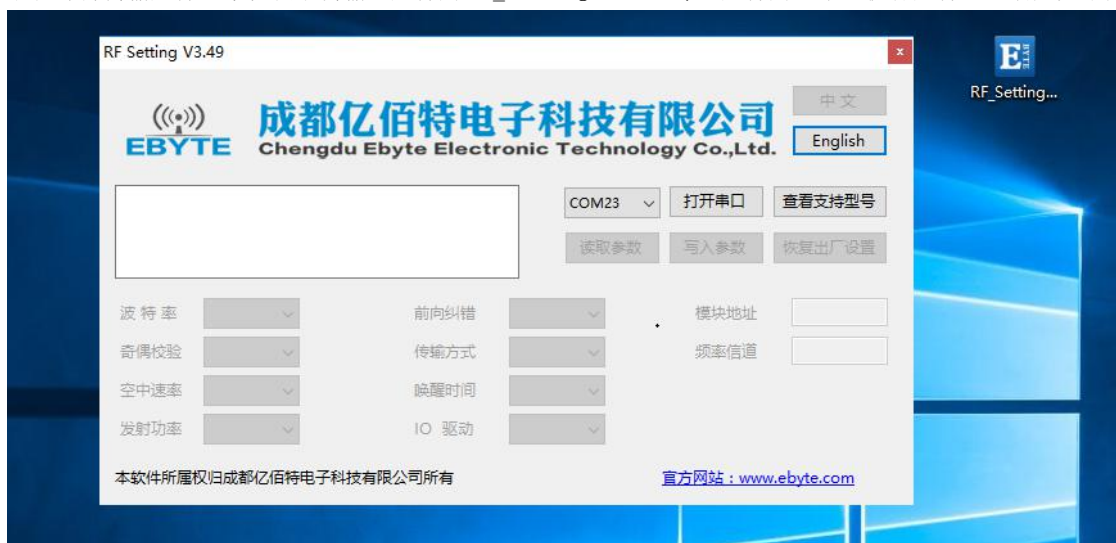 RF Setting V3.49
x
EBYTE
成都亿佰特电子科技有限公司
Chengdu Ebyte Electronic Technology Co.,Ltd.
中文
English
E
BYTE
RF_Setting...
COM23
打开串口
查看支持型号
读取参数
写入参数
恢复出厂设置
波特率
前向纠错
模块地址
奇偶校验
传输方式
频率信道
空中速率
唤醒时间
发射功率
IO 驱动
本软件所属权归成都亿佰特电子科技有限公司所有
官方网站：www.ebyte.com